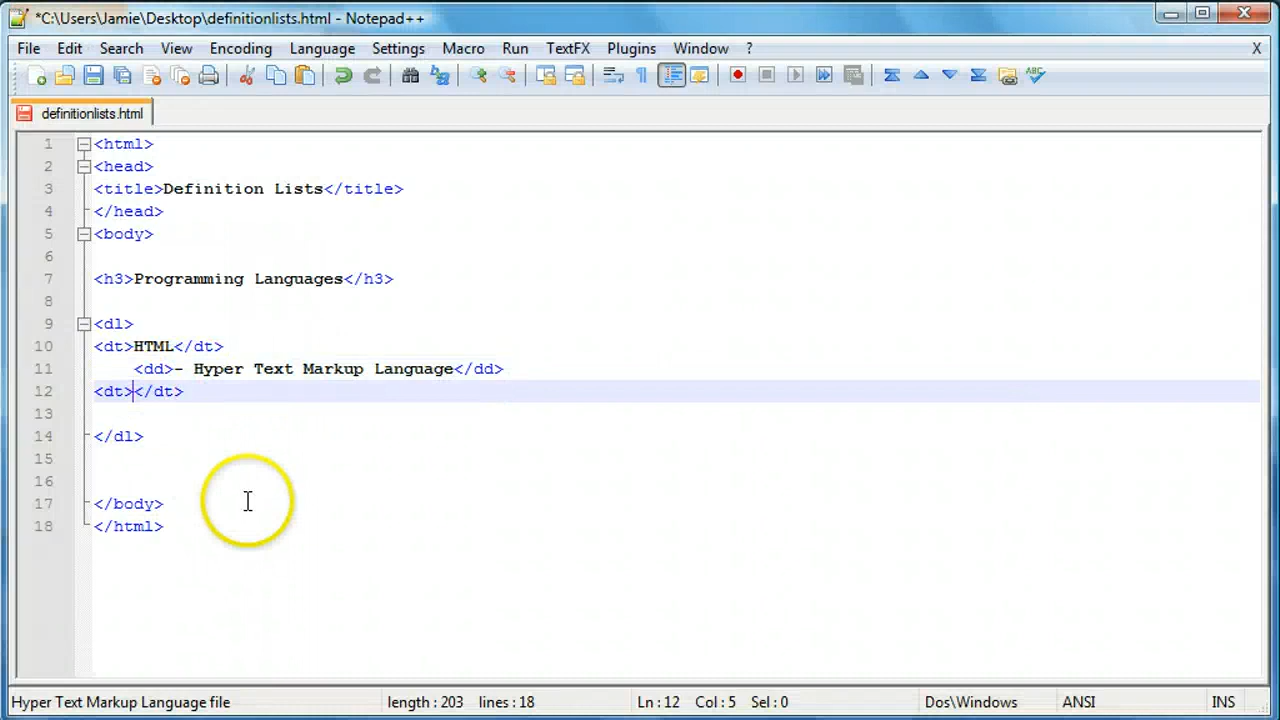 *C:\Users\Jamie\Desktop\definitionlists.html - Notepad++
File Edit Search View Encoding Language Settings Macro Run TextFX Plugins Window ? X
definitionlists.html
1 <html>
2 <head>
3 <title>Definition Lists</title>
4 </head>
5 <body>
6
7 <h3>Programming Languages</h3>
8
9 <dl>
10 <dt>HTML</dt>
11 <dd>- Hyper Text Markup Language</dd>
12 <dt></dt>
13
14 </dl>
15
16
17 </body>
18 </html>
Hyper Text Markup Language file length : 203 lines : 18 Ln : 12 Col : 5 Sel : 0 Dos\Windows ANSI INS